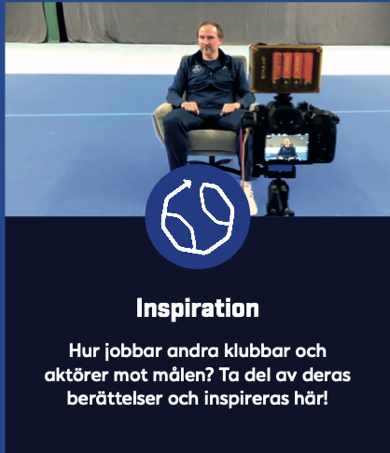 Inspiration
Hur jobbar andra klubbar och
aktörer mot målen? Ta del av deras
berättelser och inspireras här!